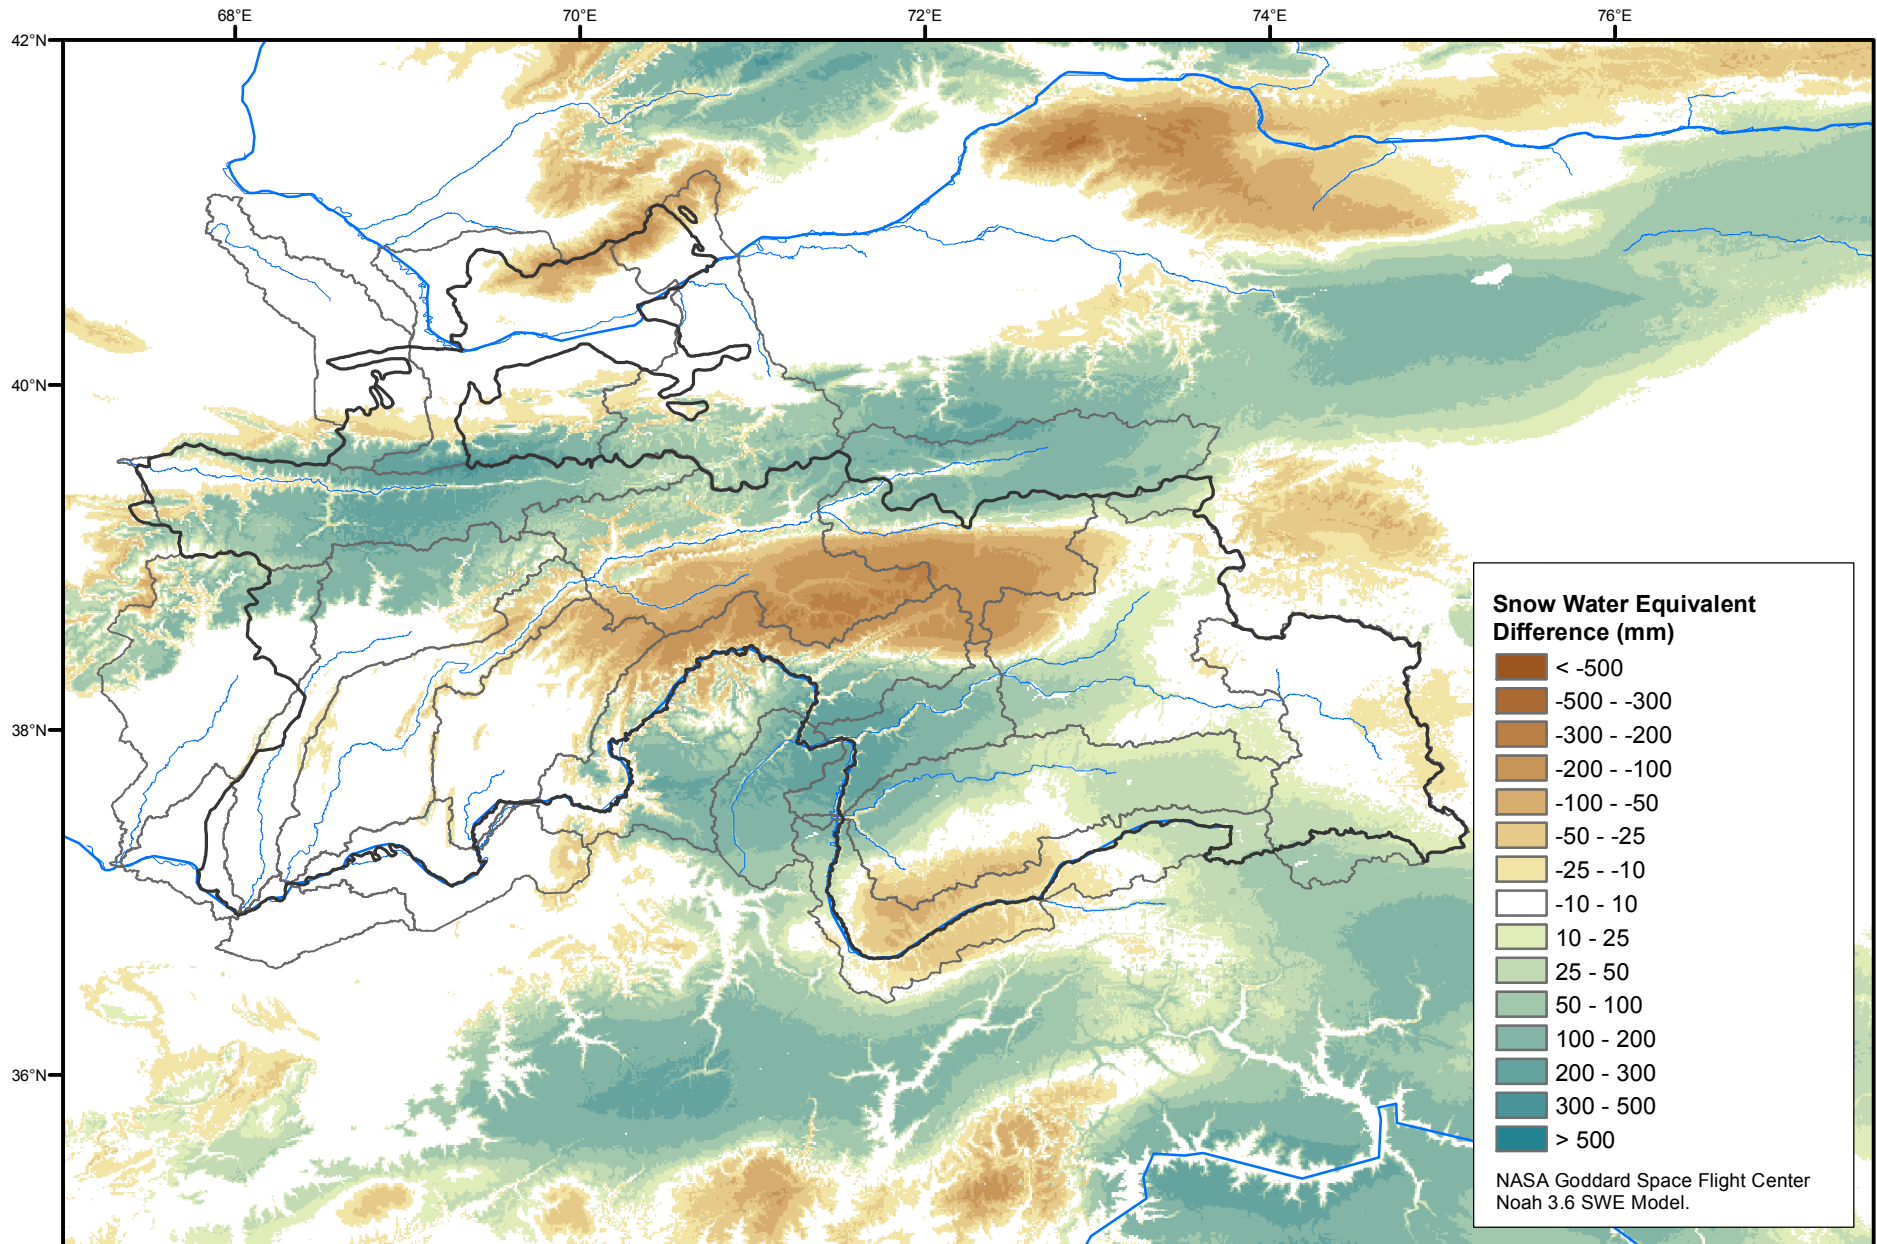 68°E
70°E
72°E
74°E
76°E
42°N
40°N
38°N
36°N
Snow Water Equivalent
Difference (mm)
< -500
-500 - -300
-300 - -200
-200 - -100
-100 - -50
-50 - -25
-25 - -10
-10 - 10
10 - 25
25 - 50
50 - 100
100 - 200
200 - 300
300 - 500
> 500
NASA Goddard Space Flight Center
Noah 3.6 SWE Model.